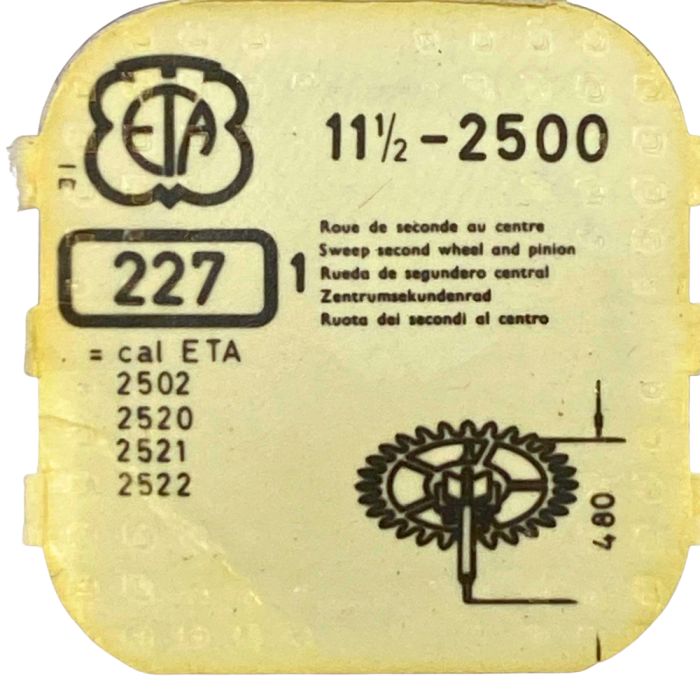 ETA
11½-2500
227
1
Roue de seconde au centre
Sweep second wheel and pinion
Rueda de segundero central
Zentrumsekundenrad
Ruota dei secondi al centro
= cal ETA
2502
2520
2521
2522
480